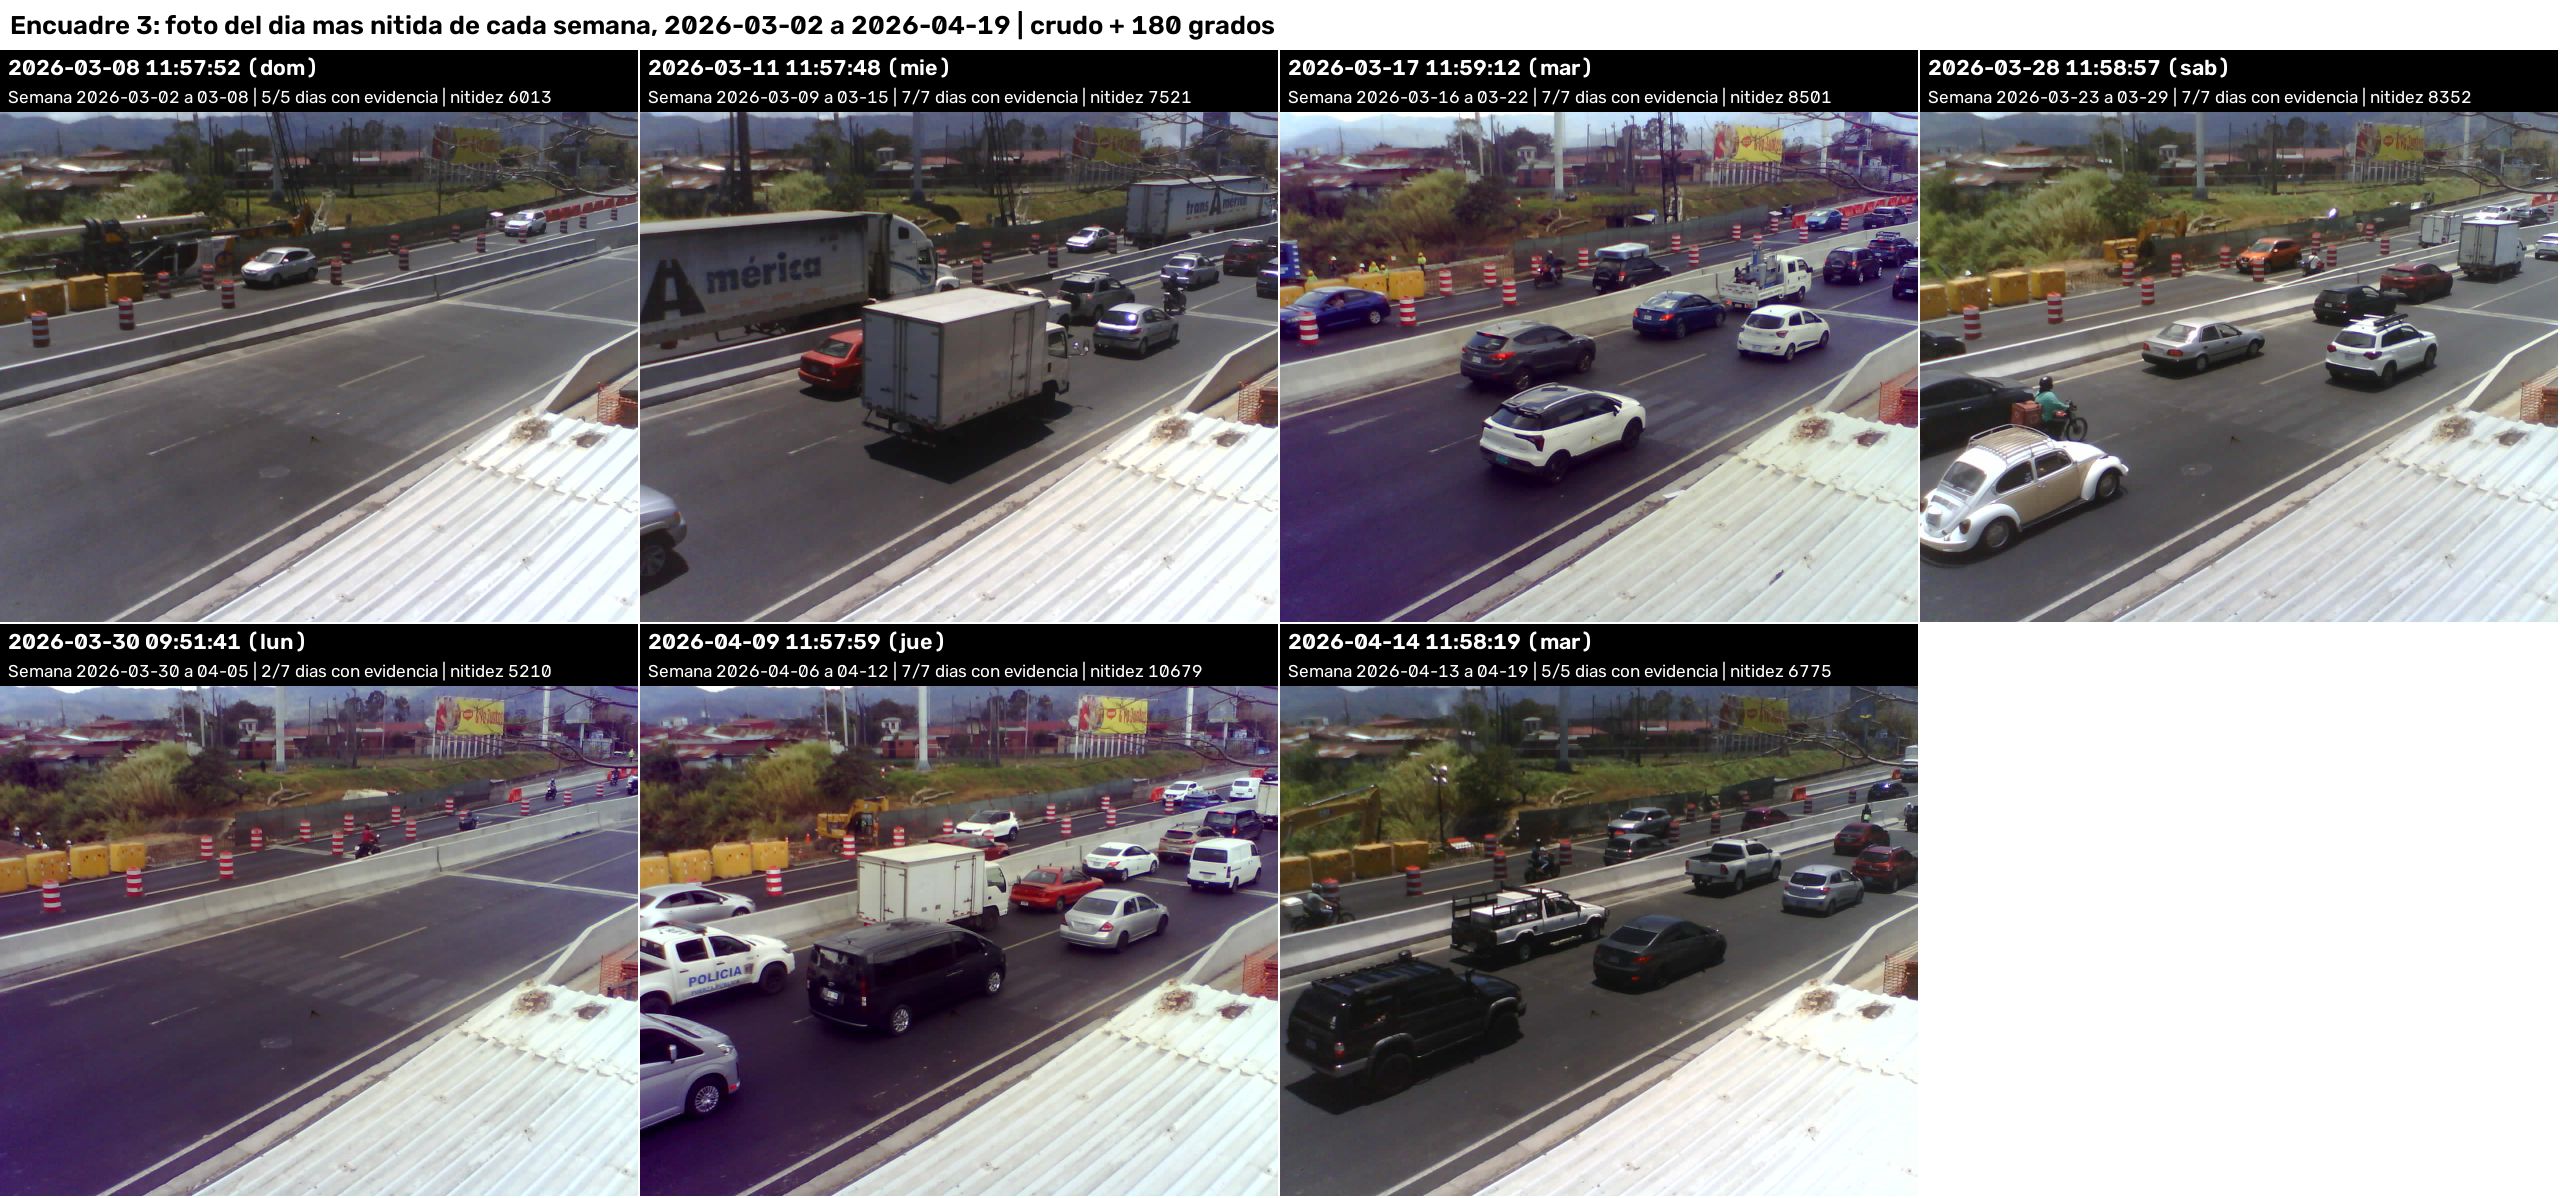 Encuadre 3: foto del dia mas nitida de cada semana, 2026-03-02 a 2026-04-19 | crudo + 180 grados
2026-03-08 11:57:52 (dom)
Semana 2026-03-02 a 03-08 | 5/5 dias con evidencia | nitidez 6013
2026-03-11 11:57:48 (mie)
Semana 2026-03-09 a 03-15 | 7/7 dias con evidencia | nitidez 7521
América
transAmérica
2026-03-17 11:59:12 (mar)
Semana 2026-03-16 a 03-22 | 7/7 dias con evidencia | nitidez 8501
2026-03-28 11:58:57 (sab)
Semana 2026-03-23 a 03-29 | 7/7 dias con evidencia | nitidez 8352
2026-03-30 09:51:41 (lun)
Semana 2026-03-30 a 04-05 | 2/7 dias con evidencia | nitidez 5210
2026-04-09 11:57:59 (jue)
Semana 2026-04-06 a 04-12 | 7/7 dias con evidencia | nitidez 10679
POLICIA
2026-04-14 11:58:19 (mar)
Semana 2026-04-13 a 04-19 | 5/5 dias con evidencia | nitidez 6775